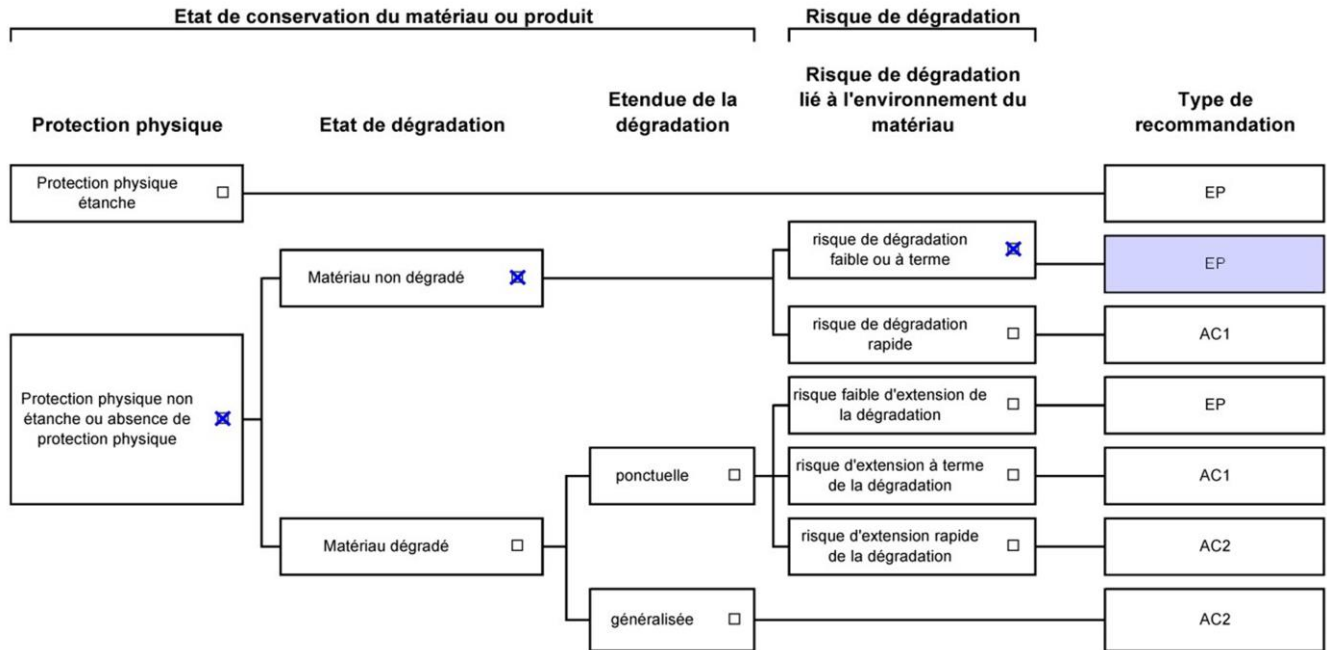 Etat de conservation du matériau ou produit
Risque de dégradation
Protection physique
Etat de dégradation
Etendue de la
dégradation
Risque de dégradation
lié à l'environnement du
matériau
Type de
recommandation
Protection physique
étanche
EP
risque de dégradation
faible ou à terme
EP
Matériau non dégradé
risque de dégradation
rapide
AC1
Protection physique non
étanche ou absence de
protection physique
risque faible d'extension de
la dégradation
EP
ponctuelle
risque d'extension à terme
de la dégradation
AC1
Matériau dégradé
risque d'extension rapide
de la dégradation
AC2
généralisée
AC2